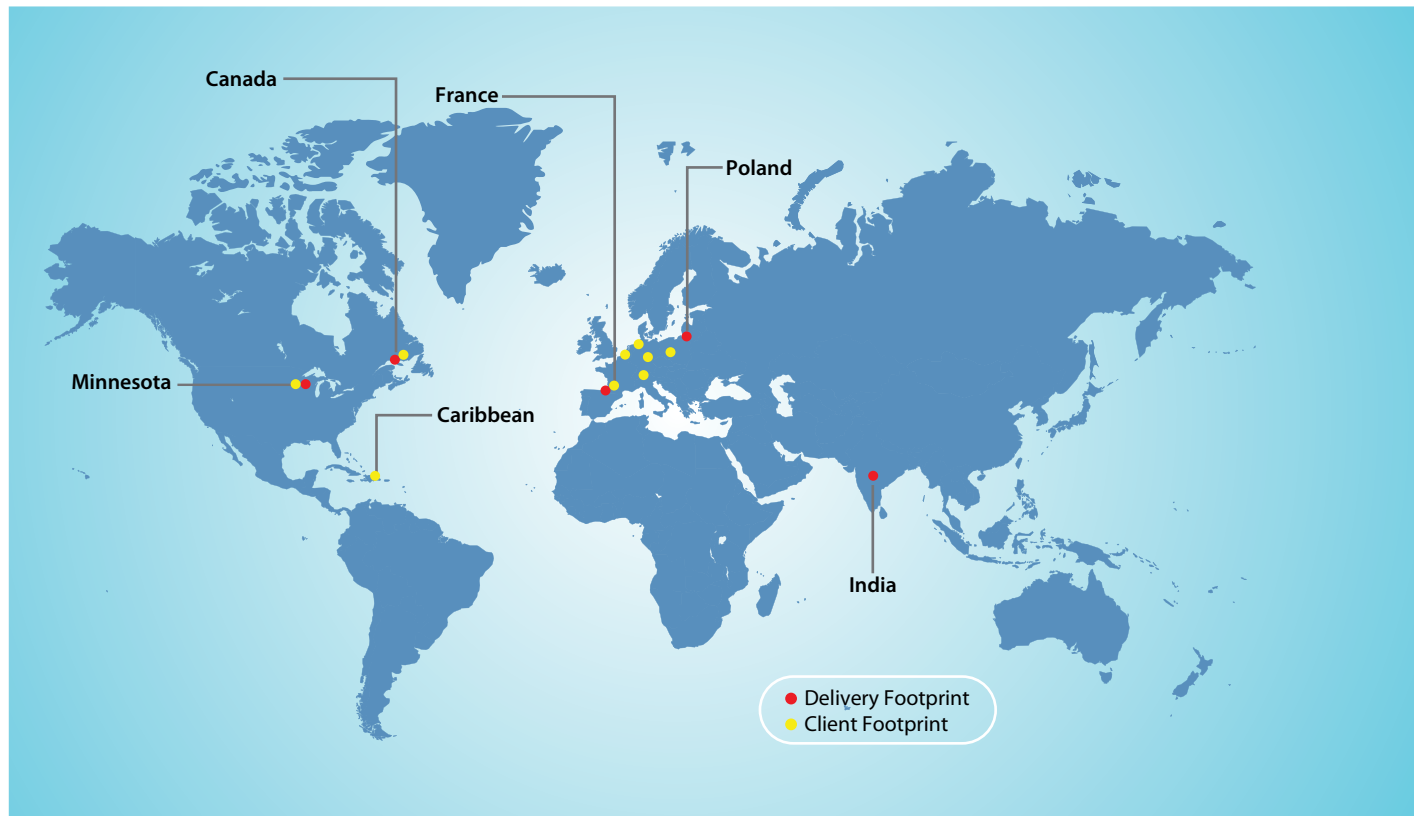 Canada
France
Poland
Minnesota
Caribbean
India
Delivery Footprint
Client Footprint